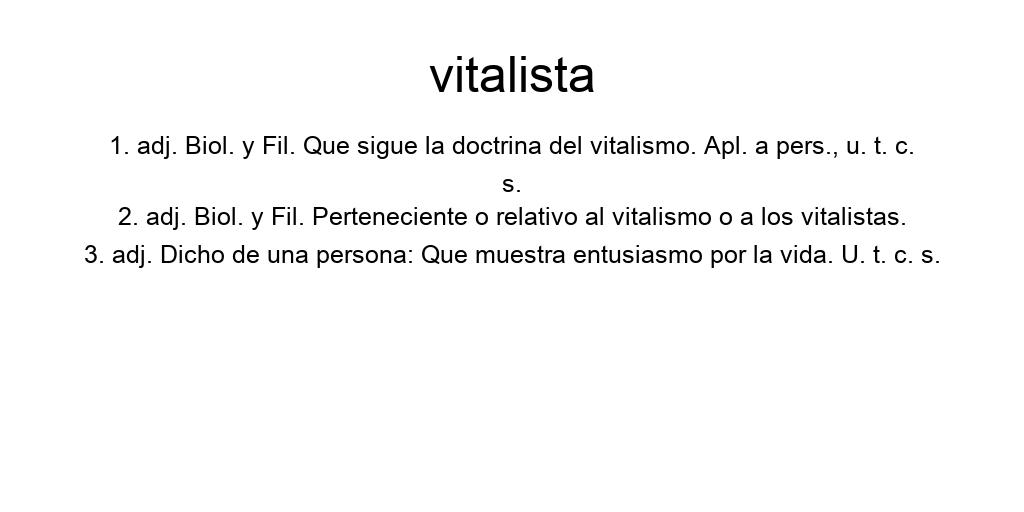 vitalista
1. adj. Biol. y Fil. Que sigue la doctrina del vitalismo. Apl. a pers., u. t. c.
s.
2. adj. Biol. y Fil. Perteneciente o relativo al vitalismo o a los vitalistas.
3. adj. Dicho de una persona: Que muestra entusiasmo por la vida. U. t. c. s.